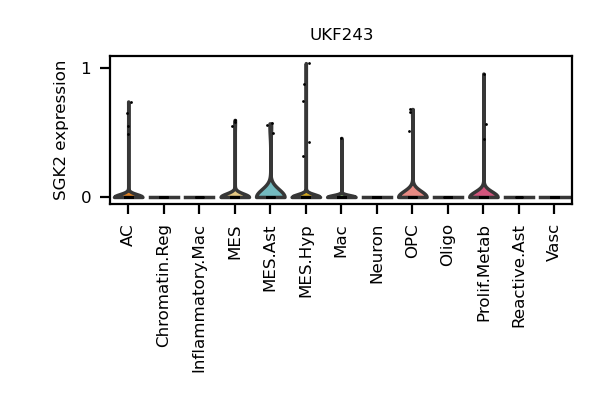 UKF243
SGK2 expression
1
0
AC
Chromatin.Reg
Inflammatory.Mac
MES
MES.Ast
MES.Hyp
Mac
Neuron
OPC
Oligo
Prolif.Metab
Reactive.Ast
Vasc